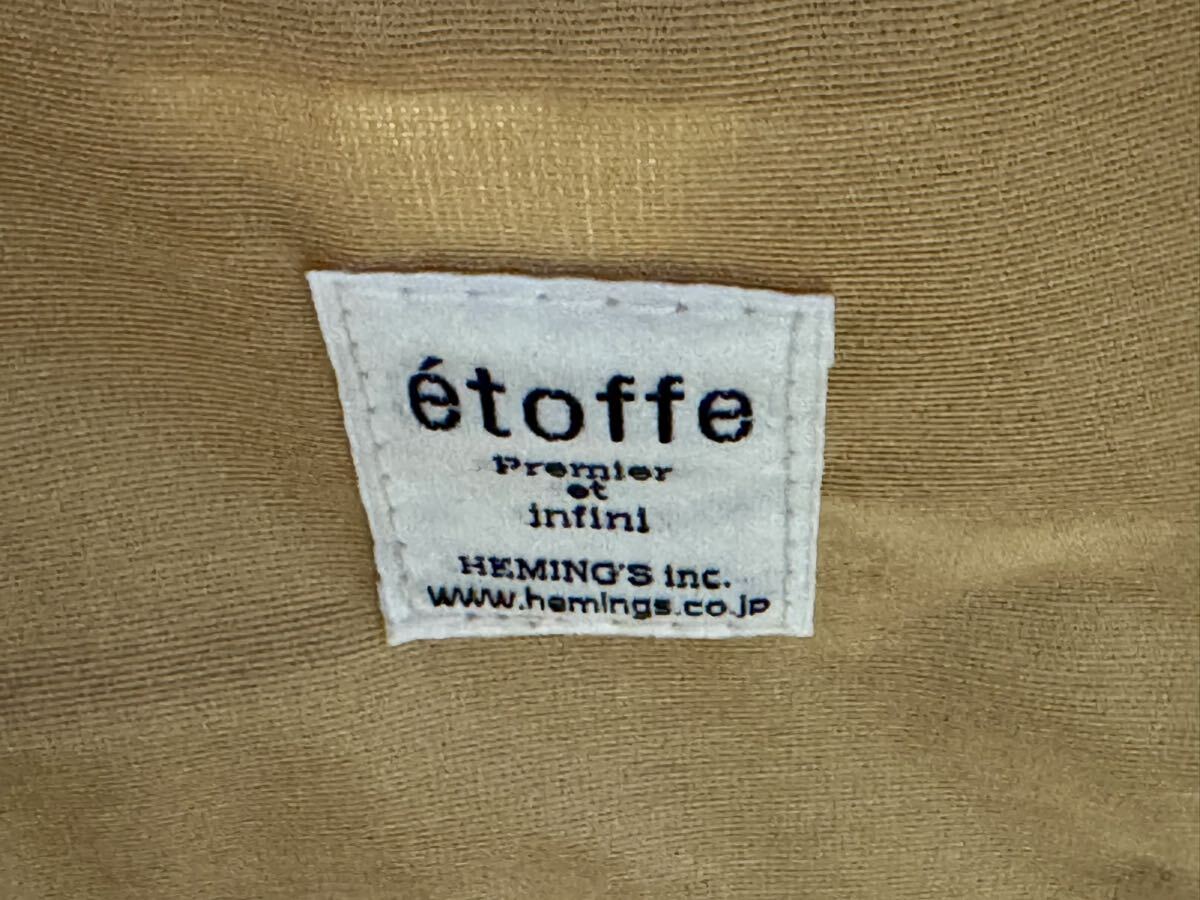 étoffe
Premier
et
infini
HEMING'S inc.
www.hemings.co.jp